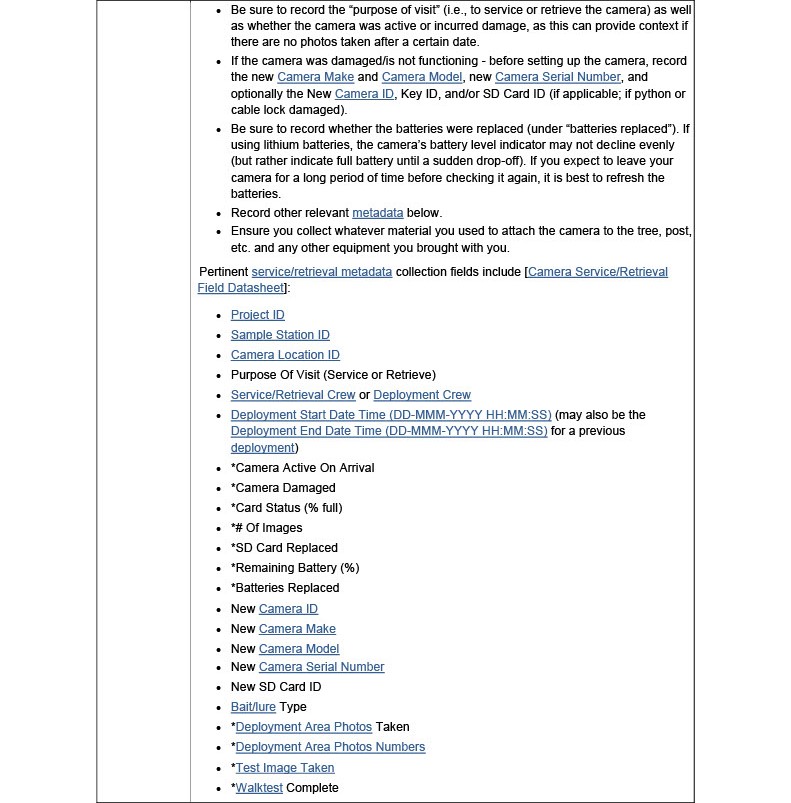 • Be sure to record the “purpose of visit” (i.e., to service or retrieve the camera) as well
as whether the camera was active or incurred damage, as this can provide context if
there are no photos taken after a certain date.
• If the camera was damaged/is not functioning - before setting up the camera, record
the new Camera Make and Camera Model, new Camera Serial Number, and
optionally the New Camera ID, Key ID, and/or SD Card ID (if applicable; if python or
cable lock damaged).
• Be sure to record whether the batteries were replaced (under “batteries replaced”). If
using lithium batteries, the camera’s battery level indicator may not decline evenly
(but rather indicate full battery until a sudden drop-off). If you expect to leave your
camera for a long period of time before checking it again, it is best to refresh the
batteries.
• Record other relevant metadata below.
• Ensure you collect whatever material you used to attach the camera to the tree, post,
etc. and any other equipment you brought with you.
Pertinent service/retrieval metadata collection fields include [Camera Service/Retrieval
Field Datasheet]:
• Project ID
• Sample Station ID
• Camera Location ID
• Purpose Of Visit (Service or Retrieve)
• Service/Retrieval Crew or Deployment Crew
• Deployment Start Date Time (DD-MMM-YYYY HH:MM:SS) (may also be the
Deployment End Date Time (DD-MMM-YYYY HH:MM:SS) for a previous
deployment)
• *Camera Active On Arrival
• *Camera Damaged
• *Card Status (% full)
• *# Of Images
• *SD Card Replaced
• *Remaining Battery (%)
• *Batteries Replaced
• New Camera ID
• New Camera Make
• New Camera Model
• New Camera Serial Number
• New SD Card ID
• Bait/lure Type
• *Deployment Area Photos Taken
• *Deployment Area Photos Numbers
• *Test Image Taken
• *Walktest Complete